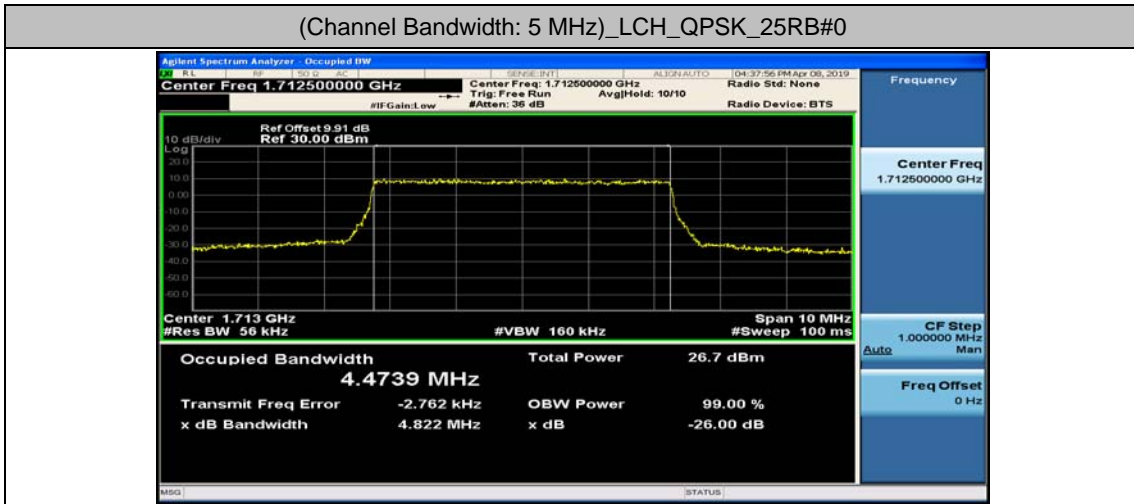 (Channel Bandwidth: 5 MHz)_LCH_QPSK_25RB#0
Agilent Spectrum Analyzer - Occupied BW
LXI RL RF 50 Ω AC SENSE:INT ALIGN AUTO 04:37:56 PM Apr 08, 2019
Center Freq 1.712500000 GHz
Center Freq: 1.712500000 GHz
Radio Std: None
Trig: Free Run Avg|Hold: 10/10
#IFGain:Low #Atten: 36 dB Radio Device: BTS
Ref Offset 9.91 dB
10 dB/div Ref 30.00 dBm
Log
20.0
10.0
0.00
-10.0
-20.0
-30.0
-40.0
-50.0
-60.0
Center 1.713 GHz Span 10 MHz
#Res BW 56 kHz #VBW 160 kHz #Sweep 100 ms
Occupied Bandwidth Total Power 26.7 dBm
4.4739 MHz
Transmit Freq Error -2.762 kHz OBW Power 99.00 %
x dB Bandwidth 4.822 MHz x dB -26.00 dB
MSG STATUS
Frequency
Center Freq
1.712500000 GHz
CF Step
1.000000 MHz
Auto Man
Freq Offset
0 Hz